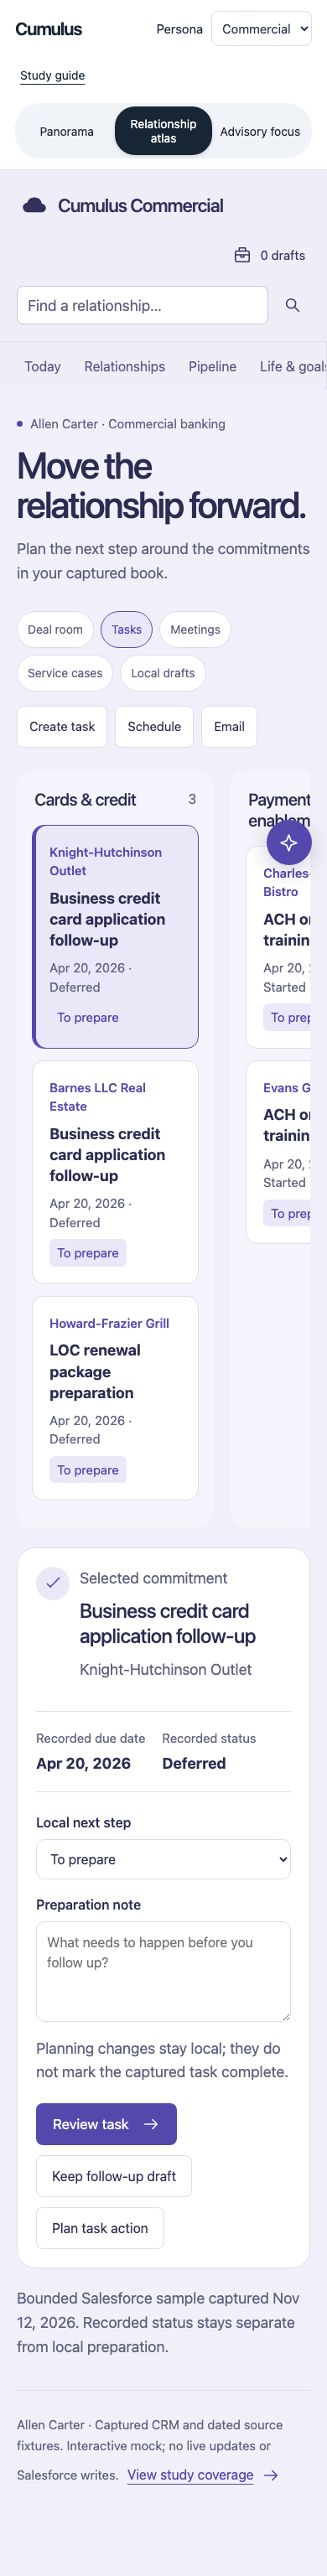 Cumulus
Persona
Commercial
Study guide
Panorama
Relationship
atlas
Advisory focus
Cumulus Commercial
0 drafts
Find a relationship...
Today
Relationships
Pipeline
Life & goals
Allen Carter · Commercial banking
Move the
relationship forward.
Plan the next step around the commitments
in your captured book.
Deal room
Tasks
Meetings
Service cases
Local drafts
Create task
Schedule
Email
Cards & credit
3
Knight-Hutchinson
Outlet
Business credit
card application
follow-up
Apr 20, 2026 ·
Deferred
To prepare
Barnes LLC Real
Estate
Business credit
card application
follow-up
Apr 20, 2026 ·
Deferred
To prepare
Howard-Frazier Grill
LOC renewal
package
preparation
Apr 20, 2026 ·
Deferred
To prepare
Payment
Bistro
ACH
Apr 20,
Started
To
Evans
ACH
Apr 20,
Started
To
Selected commitment
Business credit card
application follow-up
Knight-Hutchinson Outlet
Recorded due date
Apr 20, 2026
Recorded status
Deferred
Local next step
To prepare
Preparation note
What needs to happen before you
follow up?
Planning changes stay local; they do
not mark the captured task complete.
Review task
Keep follow-up draft
Plan task action
Bounded Salesforce sample captured Nov
12, 2026. Recorded status stays separate
from local preparation.
Allen Carter · Captured CRM and dated source
fixtures. Interactive mock; no live updates or
Salesforce writes. View study coverage